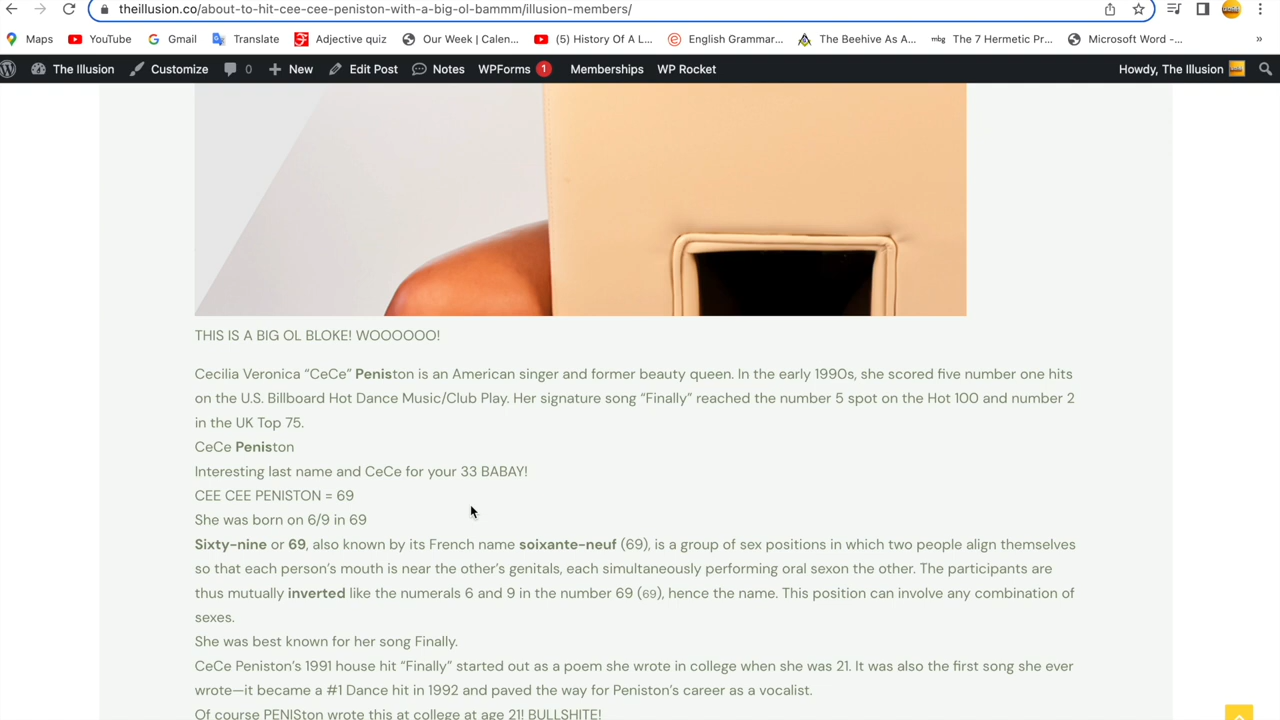 theillusion.co/about-to-hit-cee-cee-peniston-with-a-big-ol-bammm/illusion-members/
Maps YouTube Gmail Translate Adjective quiz Our Week | Calen... (5) History Of A L... English Grammar... The Beehive As A... mbg The 7 Hermetic Pr... Microsoft Word -... »
The Illusion Customize 0 New Edit Post Notes WPForms 1 Memberships WP Rocket Howdy, The Illusion
THIS IS A BIG OL BLOKE! WOOOOOO!
Cecilia Veronica “CeCe” Peniston is an American singer and former beauty queen. In the early 1990s, she scored five number one hits
on the U.S. Billboard Hot Dance Music/Club Play. Her signature song “Finally” reached the number 5 spot on the Hot 100 and number 2
in the UK Top 75.
CeCe Peniston
Interesting last name and CeCe for your 33 BABAY!
CEE CEE PENISTON = 69
She was born on 6/9 in 69
Sixty-nine or 69, also known by its French name soixante-neuf (69), is a group of sex positions in which two people align themselves
so that each person’s mouth is near the other’s genitals, each simultaneously performing oral sexon the other. The participants are
thus mutually inverted like the numerals 6 and 9 in the number 69 (69), hence the name. This position can involve any combination of
sexes.
She was best known for her song Finally.
CeCe Peniston’s 1991 house hit “Finally” started out as a poem she wrote in college when she was 21. It was also the first song she ever
wrote—it became a #1 Dance hit in 1992 and paved the way for Peniston’s career as a vocalist.
Of course PENISton wrote this at college at age 21! BULLSHITE!